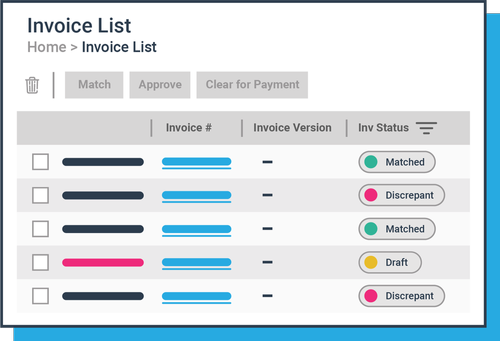 Invoice List
Home > Invoice List
Match Approve Clear for Payment
Invoice # Invoice Version Inv Status
Matched
Discrepant
Matched
Draft
Discrepant